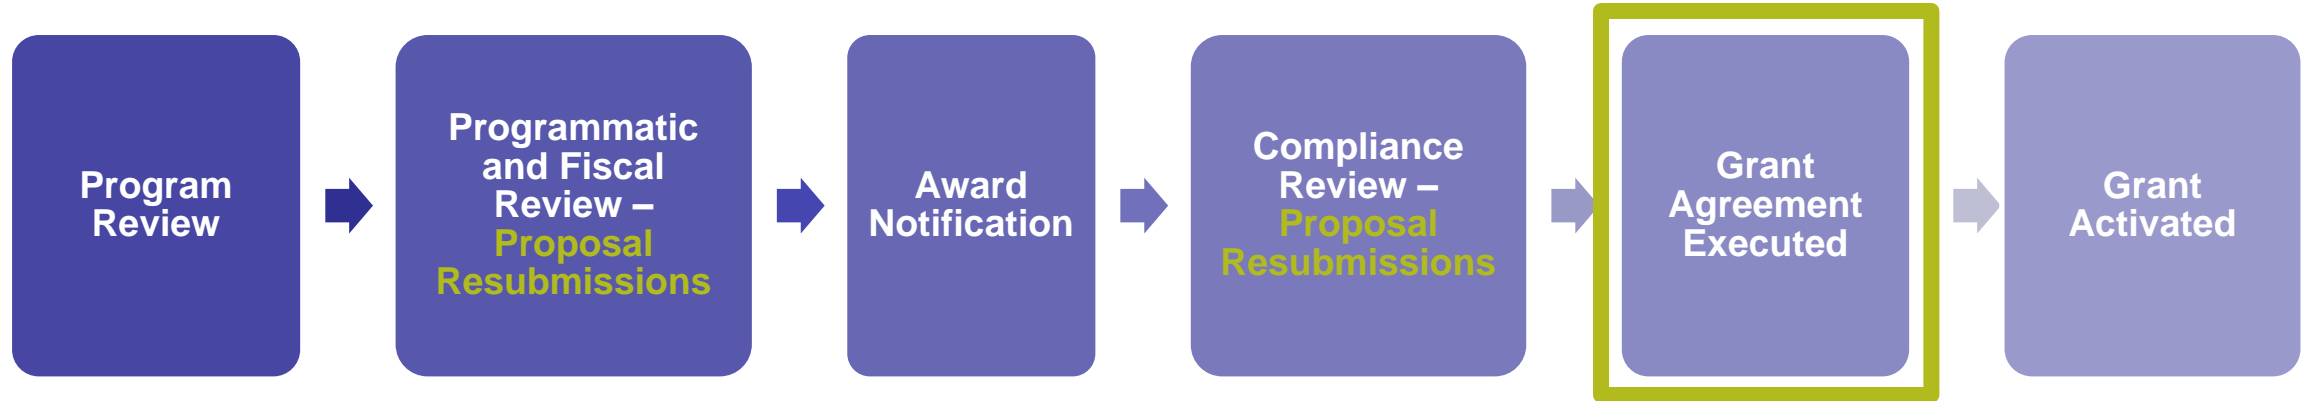 Program
Review
Programmatic
and Fiscal
Review –
Proposal
Resubmissions
Award
Notification
Compliance
Review –
Proposal
Resubmissions
Grant
Agreement
Executed
Grant
Activated